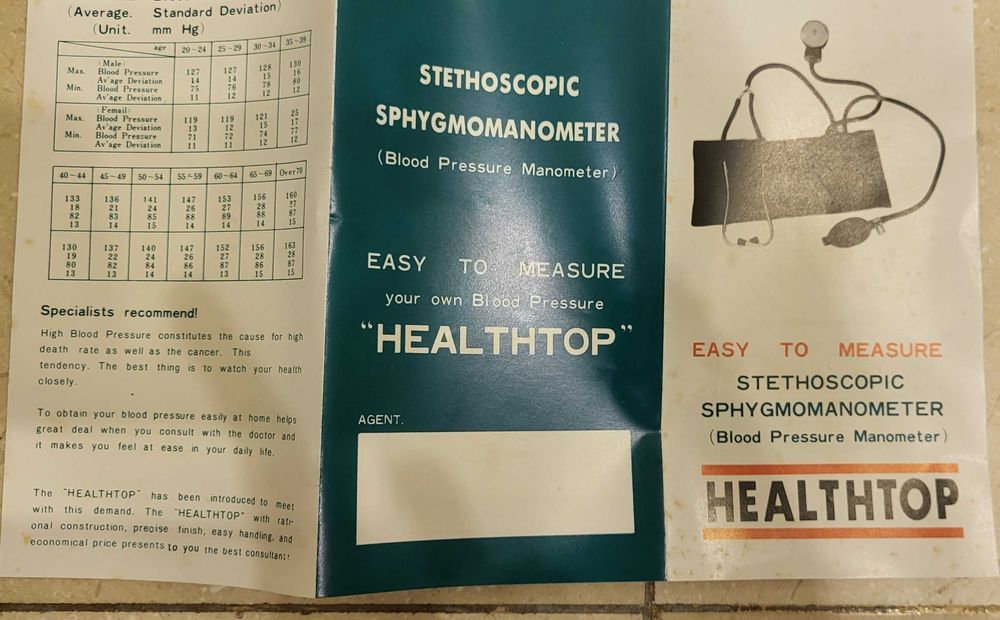 (Average. Standard Deviation)
(Unit. mm Hg)
age 20~24 25~29 30~34 35~39
(Male)
Max. Blood Pressure 127 127 128 130
Av'age Deviation 14 14 15 16
Min. Blood Pressure 75 76 78 80
Av'age Deviation 11 12 12 12
(Femail)
Max. Blood Pressure 119 119 121 25
Av'age Deviation 13 12 15 17
Min. Blood Pressure 71 72 74 77
Av'age Deviation 11 11 12 12
40~44 45~49 50~54 55~59 60~64 65~69 Over70
133 136 141 147 153 156 160
18 21 24 26 27 28 27
82 83 85 88 89 88 87
13 14 15 14 14 14 15
130 137 140 147 152 156 163
19 22 24 26 27 28 28
80 82 84 86 87 86 87
13 13 14 14 13 15 15
Specialists recommend!
High Blood Pressure constitutes the cause for high
death rate as well as the cancer. This
tendency. The best thing is to watch your health
closely.
To obtain your blood pressure easily at home helps
great deal when you consult with the doctor and
it makes you feel at ease in your daily life.
The "HEALTHTOP" has been introduced to meet
with this demand. The "HEALTHTOP" with rati-
onal construction, precise finish, easy handling, and
economical price presents to you the best consultant!
STETHOSCOPIC
SPHYGMOMANOMETER
(Blood Pressure Manometer)
EASY TO MEASURE
your own Blood Pressure
"HEALTHTOP"
AGENT.
EASY TO MEASURE
STETHOSCOPIC
SPHYGMOMANOMETER
(Blood Pressure Manometer)
HEALTHTOP